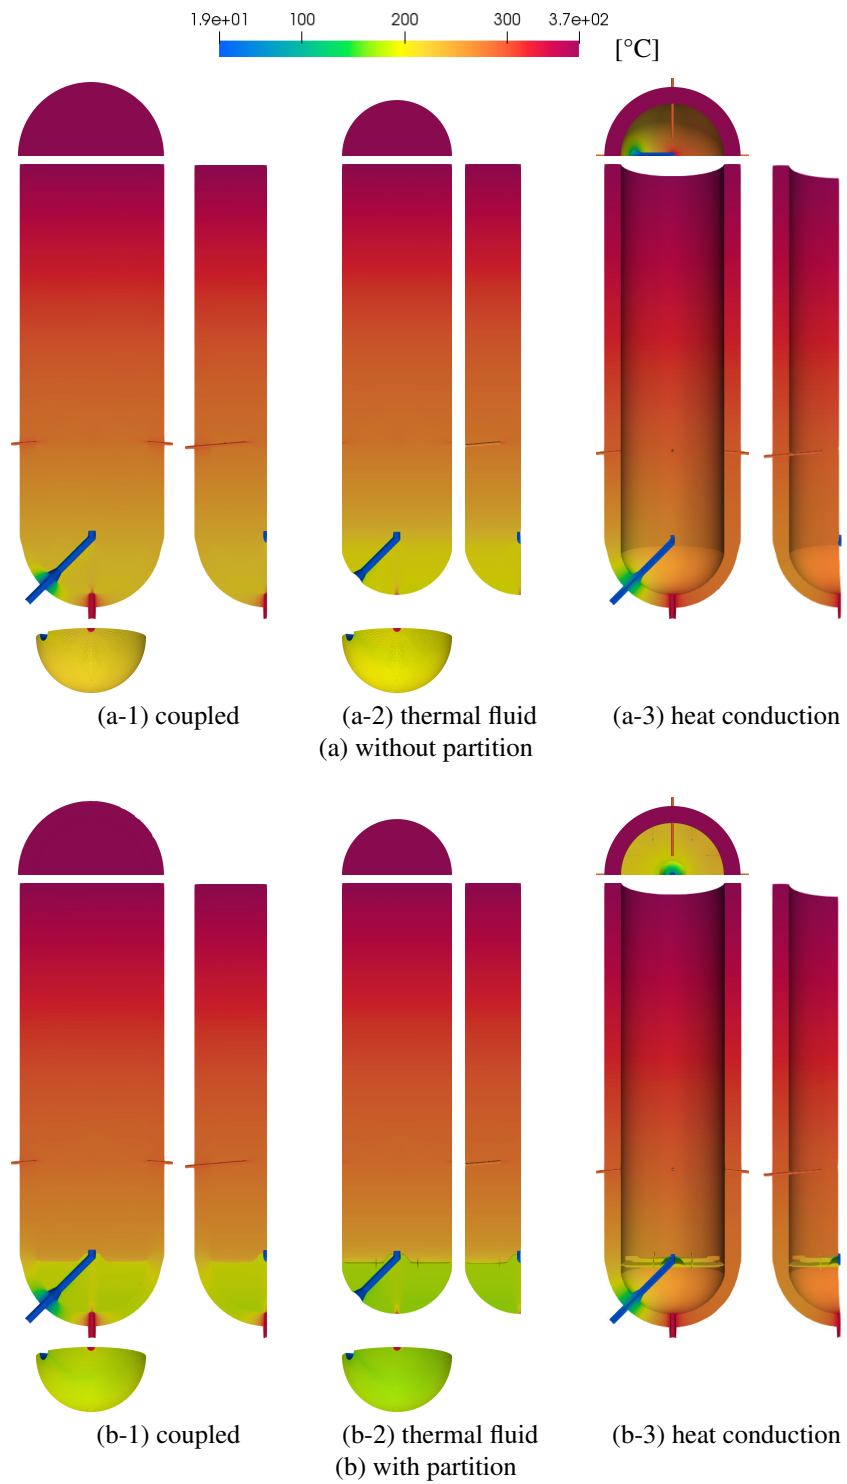 1.9e+01 100 200 300 3.7e+02
[°C]
(a-1) coupled (a-2) thermal fluid (a-3) heat conduction
(a) without partition
(b-1) coupled (b-2) thermal fluid (b-3) heat conduction
(b) with partition